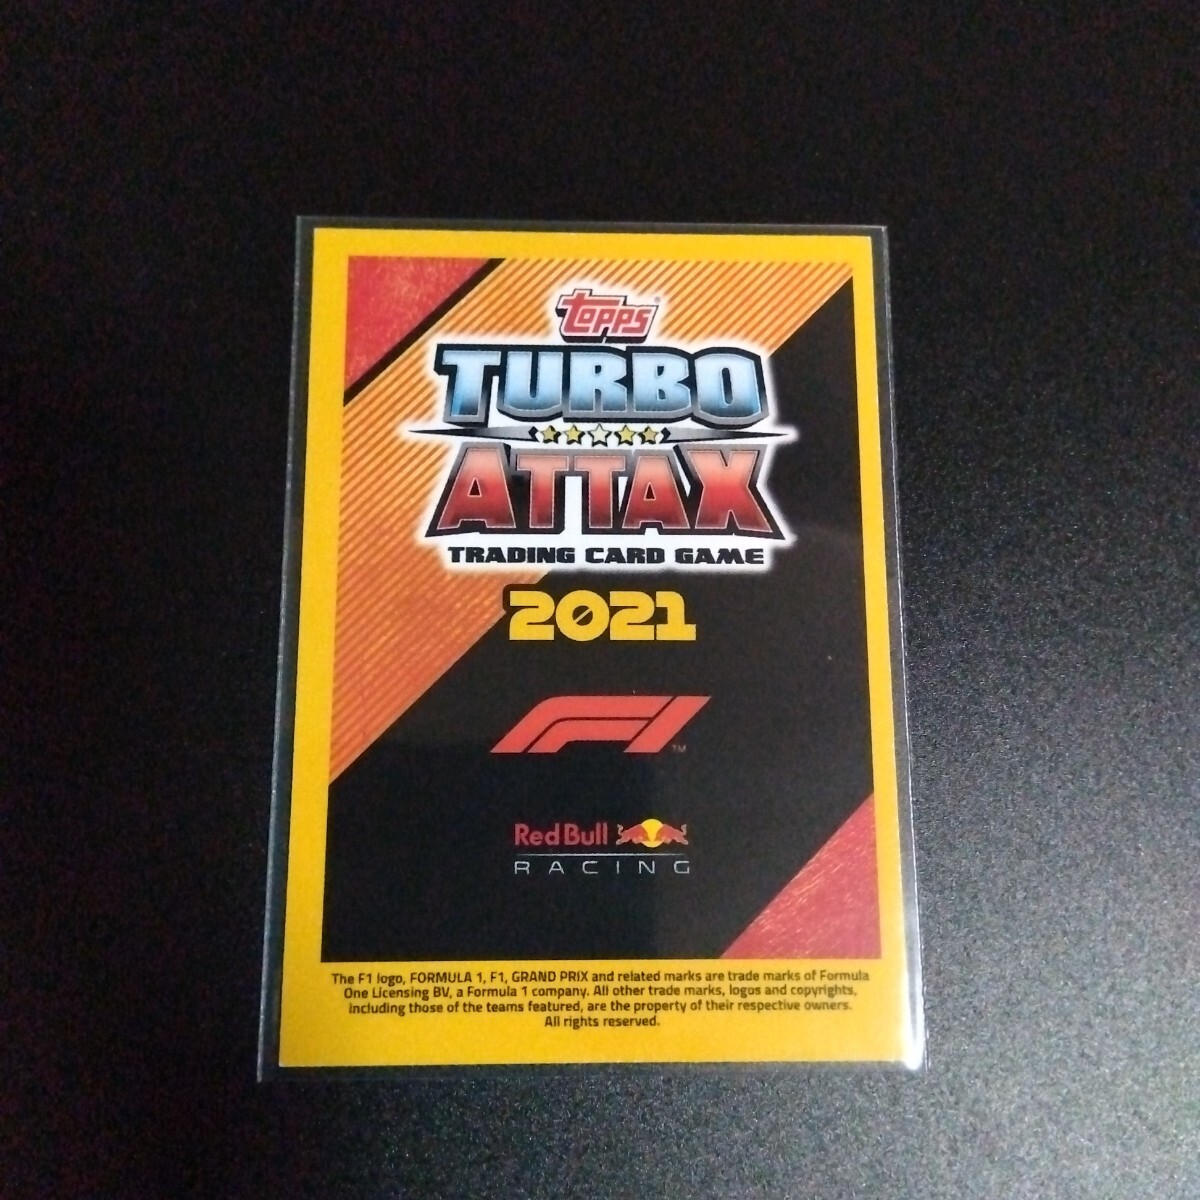 Topps®
TURBO
ATTAX
TRADING CARD GAME
2021
F1™
Red Bull
RACING
The F1 logo, FORMULA 1, F1, GRAND PRIX and related marks are trade marks of Formula
One Licensing BV, a Formula 1 company. All other trade marks, logos and copyrights,
including those of the teams featured, are the property of their respective owners.
All rights reserved.